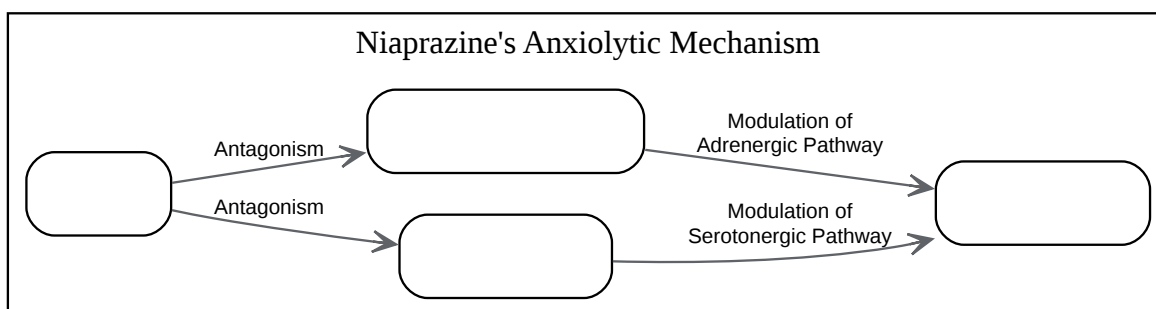 Niaprazine's Anxiolytic Mechanism
Antagonism
Modulation of
Adrenergic Pathway
Antagonism
Modulation of
Serotonergic Pathway